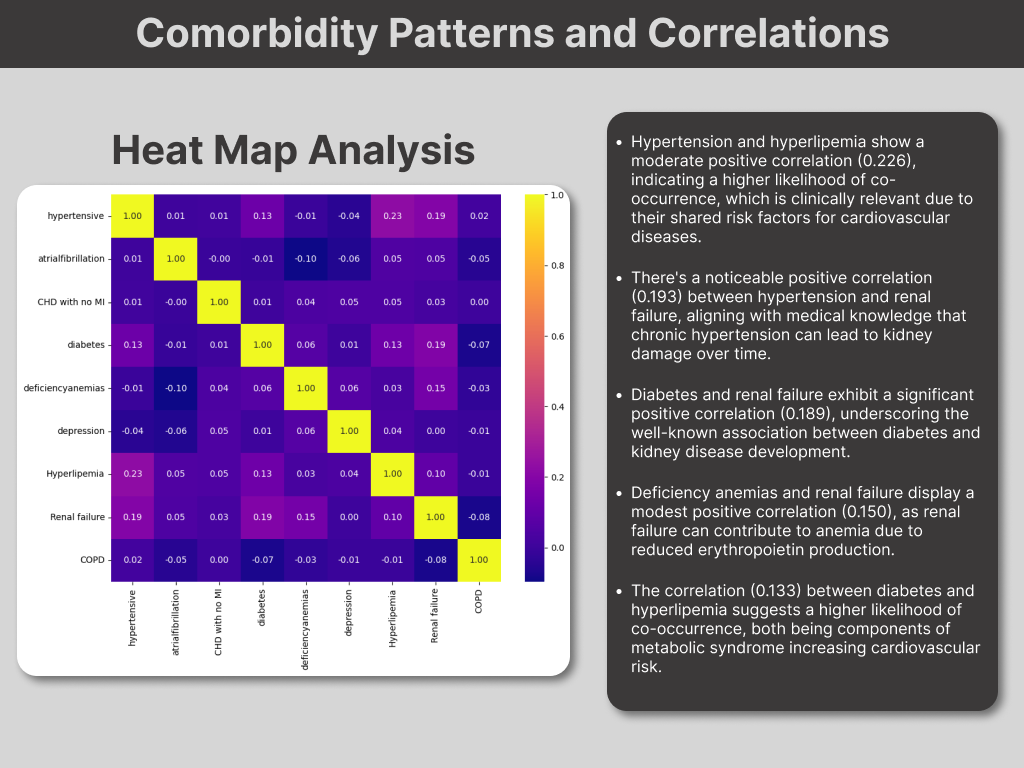 Comorbidity Patterns and Correlations
Heat Map Analysis
hypertensive 1.00 0.01 0.01 0.13 -0.01 -0.04 0.23 0.19 0.02
atrialfibrillation 0.01 1.00 -0.00 -0.01 -0.10 -0.06 0.05 0.05 -0.05
CHD with no MI 0.01 -0.00 1.00 0.01 0.04 0.05 0.05 0.03 0.00
diabetes 0.13 -0.01 0.01 1.00 0.06 0.01 0.13 0.19 -0.07
deficiencyanemias -0.01 -0.10 0.04 0.06 1.00 0.06 0.03 0.15 -0.03
depression -0.04 -0.06 0.05 0.01 0.06 1.00 0.04 0.00 -0.01
Hyperlipemia 0.23 0.05 0.05 0.13 0.03 0.04 1.00 0.10 -0.01
Renal failure 0.19 0.05 0.03 0.19 0.15 0.00 0.10 1.00 -0.08
COPD 0.02 -0.05 0.00 -0.07 -0.03 -0.01 -0.01 -0.08 1.00
hypertensive
atrialfibrillation
CHD with no MI
diabetes
deficiencyanemias
depression
Hyperlipemia
Renal failure
COPD
1.0
0.8
0.6
0.4
0.2
0.0
• Hypertension and hyperlipemia show a
moderate positive correlation (0.226),
indicating a higher likelihood of co-
occurrence, which is clinically relevant due to
their shared risk factors for cardiovascular
diseases.
• There's a noticeable positive correlation
(0.193) between hypertension and renal
failure, aligning with medical knowledge that
chronic hypertension can lead to kidney
damage over time.
• Diabetes and renal failure exhibit a significant
positive correlation (0.189), underscoring the
well-known association between diabetes and
kidney disease development.
• Deficiency anemias and renal failure display a
modest positive correlation (0.150), as renal
failure can contribute to anemia due to
reduced erythropoietin production.
• The correlation (0.133) between diabetes and
hyperlipemia suggests a higher likelihood of
co-occurrence, both being components of
metabolic syndrome increasing cardiovascular
risk.